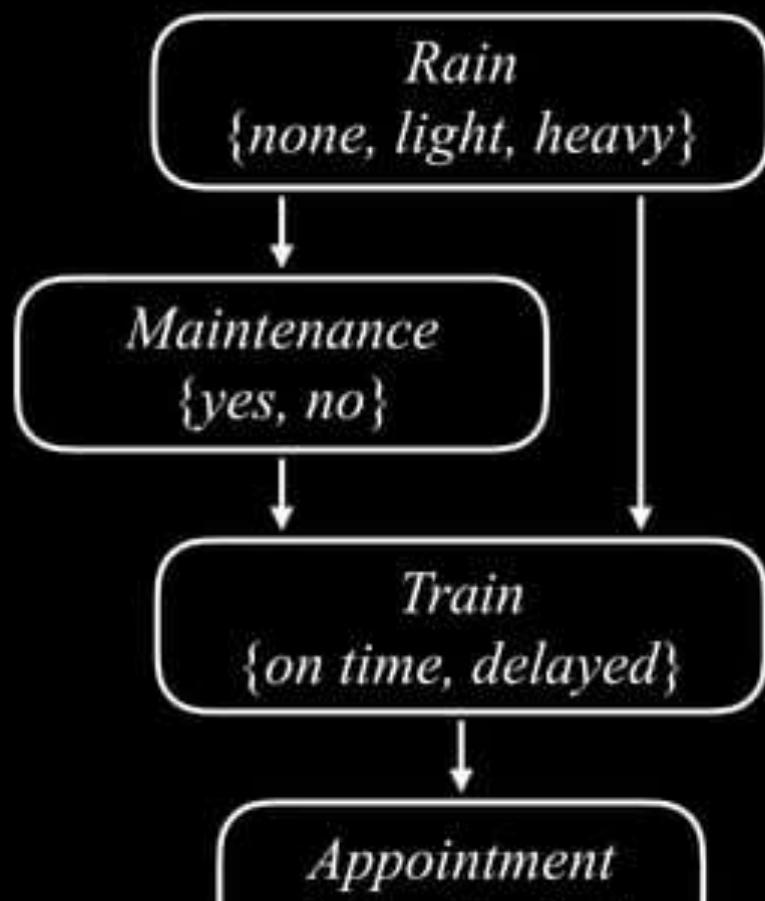 Rain
{none, light, heavy}
Maintenance
{yes, no}
Train
{on time, delayed}
Appointment